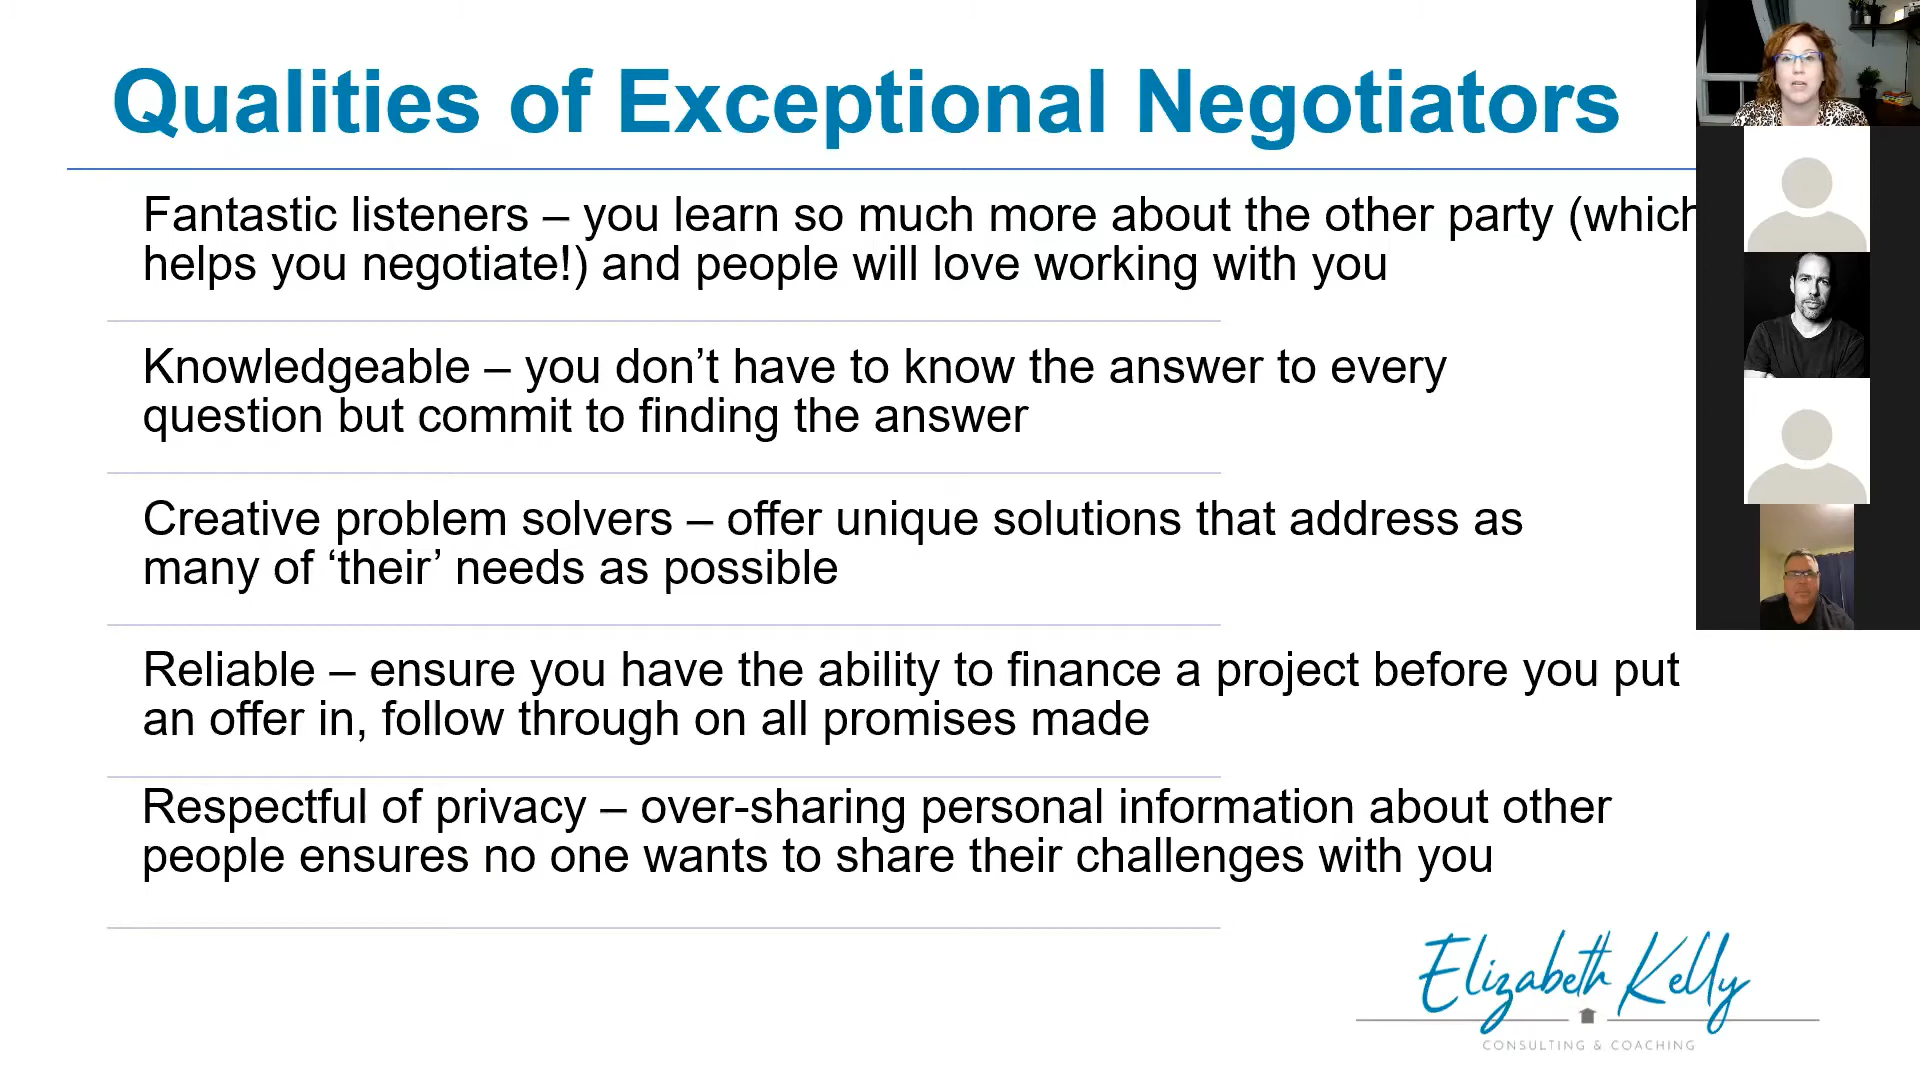 Qualities of Exceptional Negotiators
Fantastic listeners – you learn so much more about the other party (which
helps you negotiate!) and people will love working with you
Knowledgeable – you don’t have to know the answer to every
question but commit to finding the answer
Creative problem solvers – offer unique solutions that address as
many of ‘their’ needs as possible
Reliable – ensure you have the ability to finance a project before you put
an offer in, follow through on all promises made
Respectful of privacy – over-sharing personal information about other
people ensures no one wants to share their challenges with you
Elizabeth Kelly
CONSULTING & COACHING